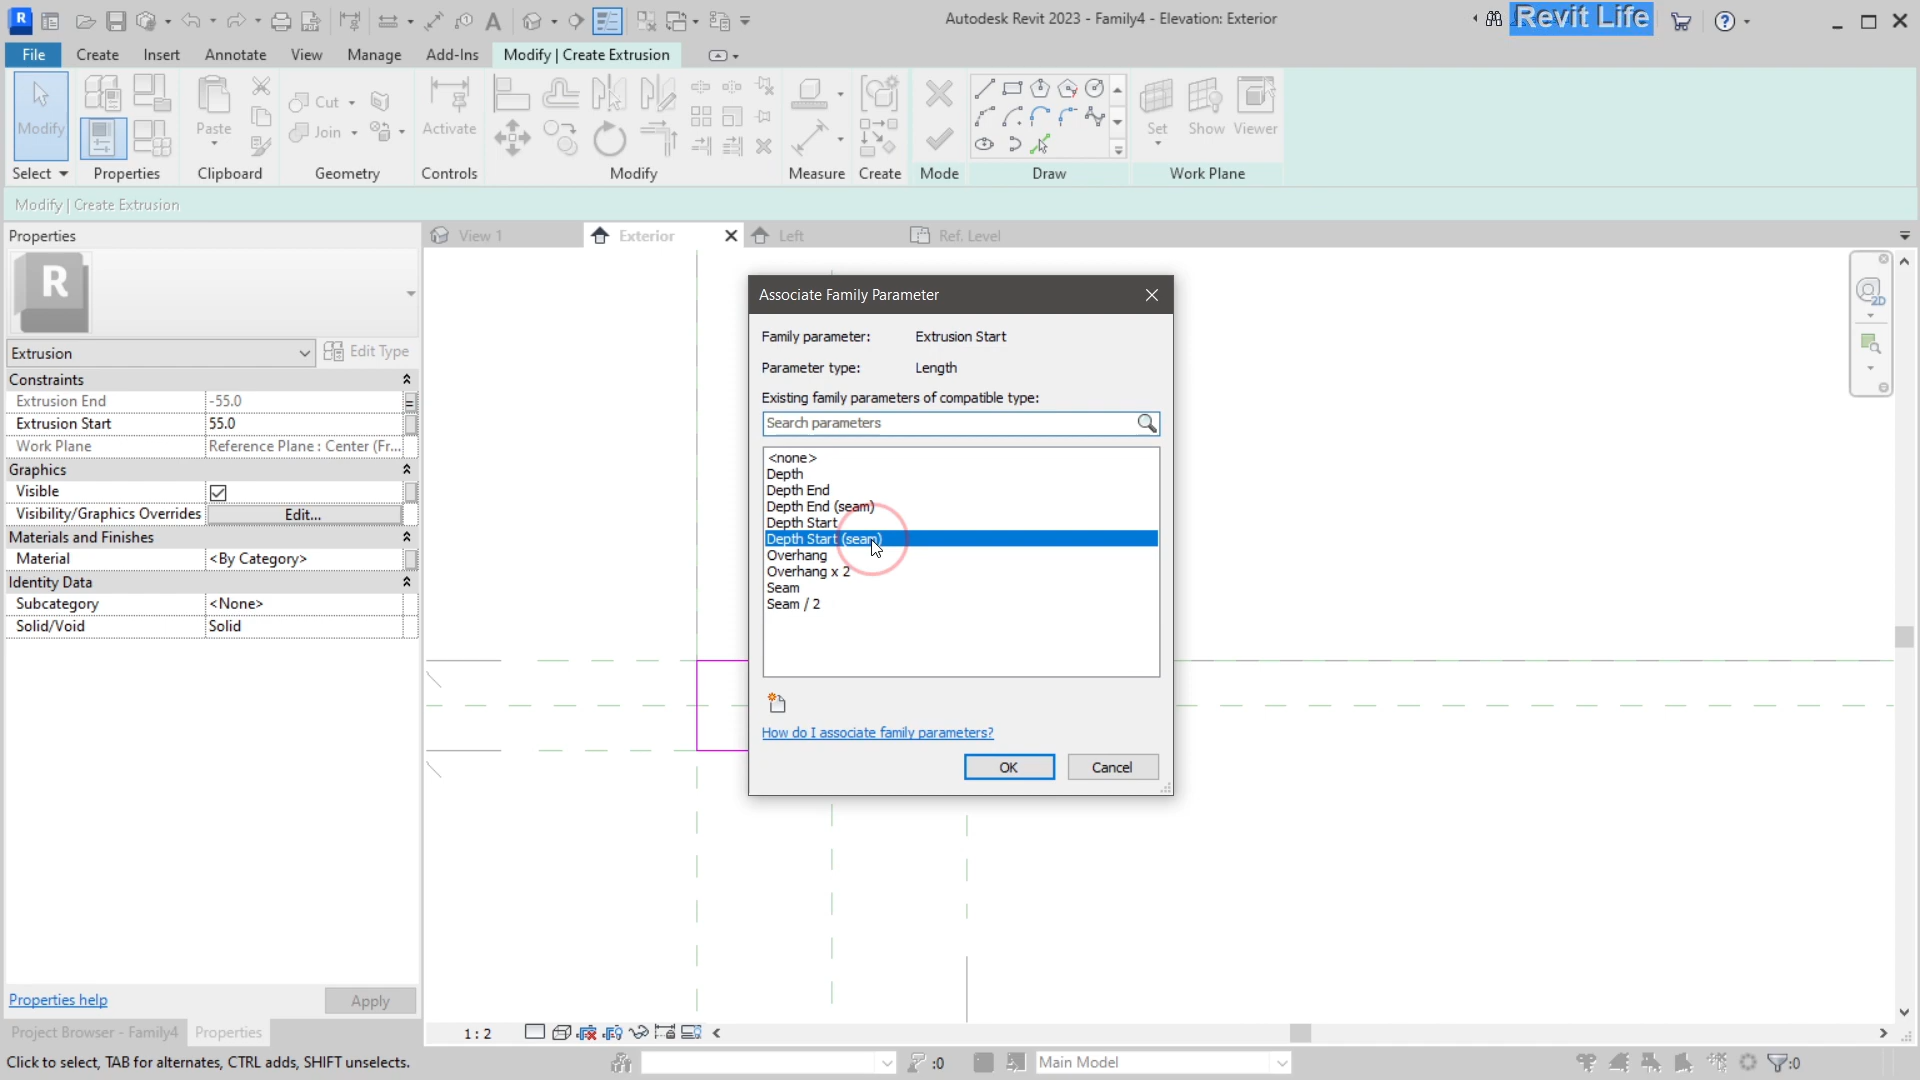 Autodesk Revit 2023 - Family4 - Elevation: Exterior
Revit Life
File
Create
Insert
Annotate
View
Manage
Add-Ins
Modify | Create Extrusion
Modify
Paste
Cut
Join
Activate
Set
Show
Viewer
Select
Properties
Clipboard
Geometry
Controls
Modify
Measure
Create
Mode
Draw
Work Plane
Modify | Create Extrusion
Properties
View 1
Exterior
Left
Ref. Level
R
Extrusion
Edit Type
Constraints
Extrusion End
-55.0
Extrusion Start
55.0
Work Plane
Reference Plane : Center (Fr...
Graphics
Visible
Visibility/Graphics Overrides
Edit...
Materials and Finishes
Material
<By Category>
Identity Data
Subcategory
<None>
Solid/Void
Solid
Associate Family Parameter
Family parameter:
Extrusion Start
Parameter type:
Length
Existing family parameters of compatible type:
Search parameters
<none>
Depth
Depth End
Depth End (seam)
Depth Start
Depth Start (seam)
Overhang
Overhang x 2
Seam
Seam / 2
How do I associate family parameters?
OK
Cancel
2D
Properties help
Apply
Project Browser - Family4
Properties
1 : 2
Click to select, TAB for alternates, CTRL adds, SHIFT unselects.
:0
Main Model
:0